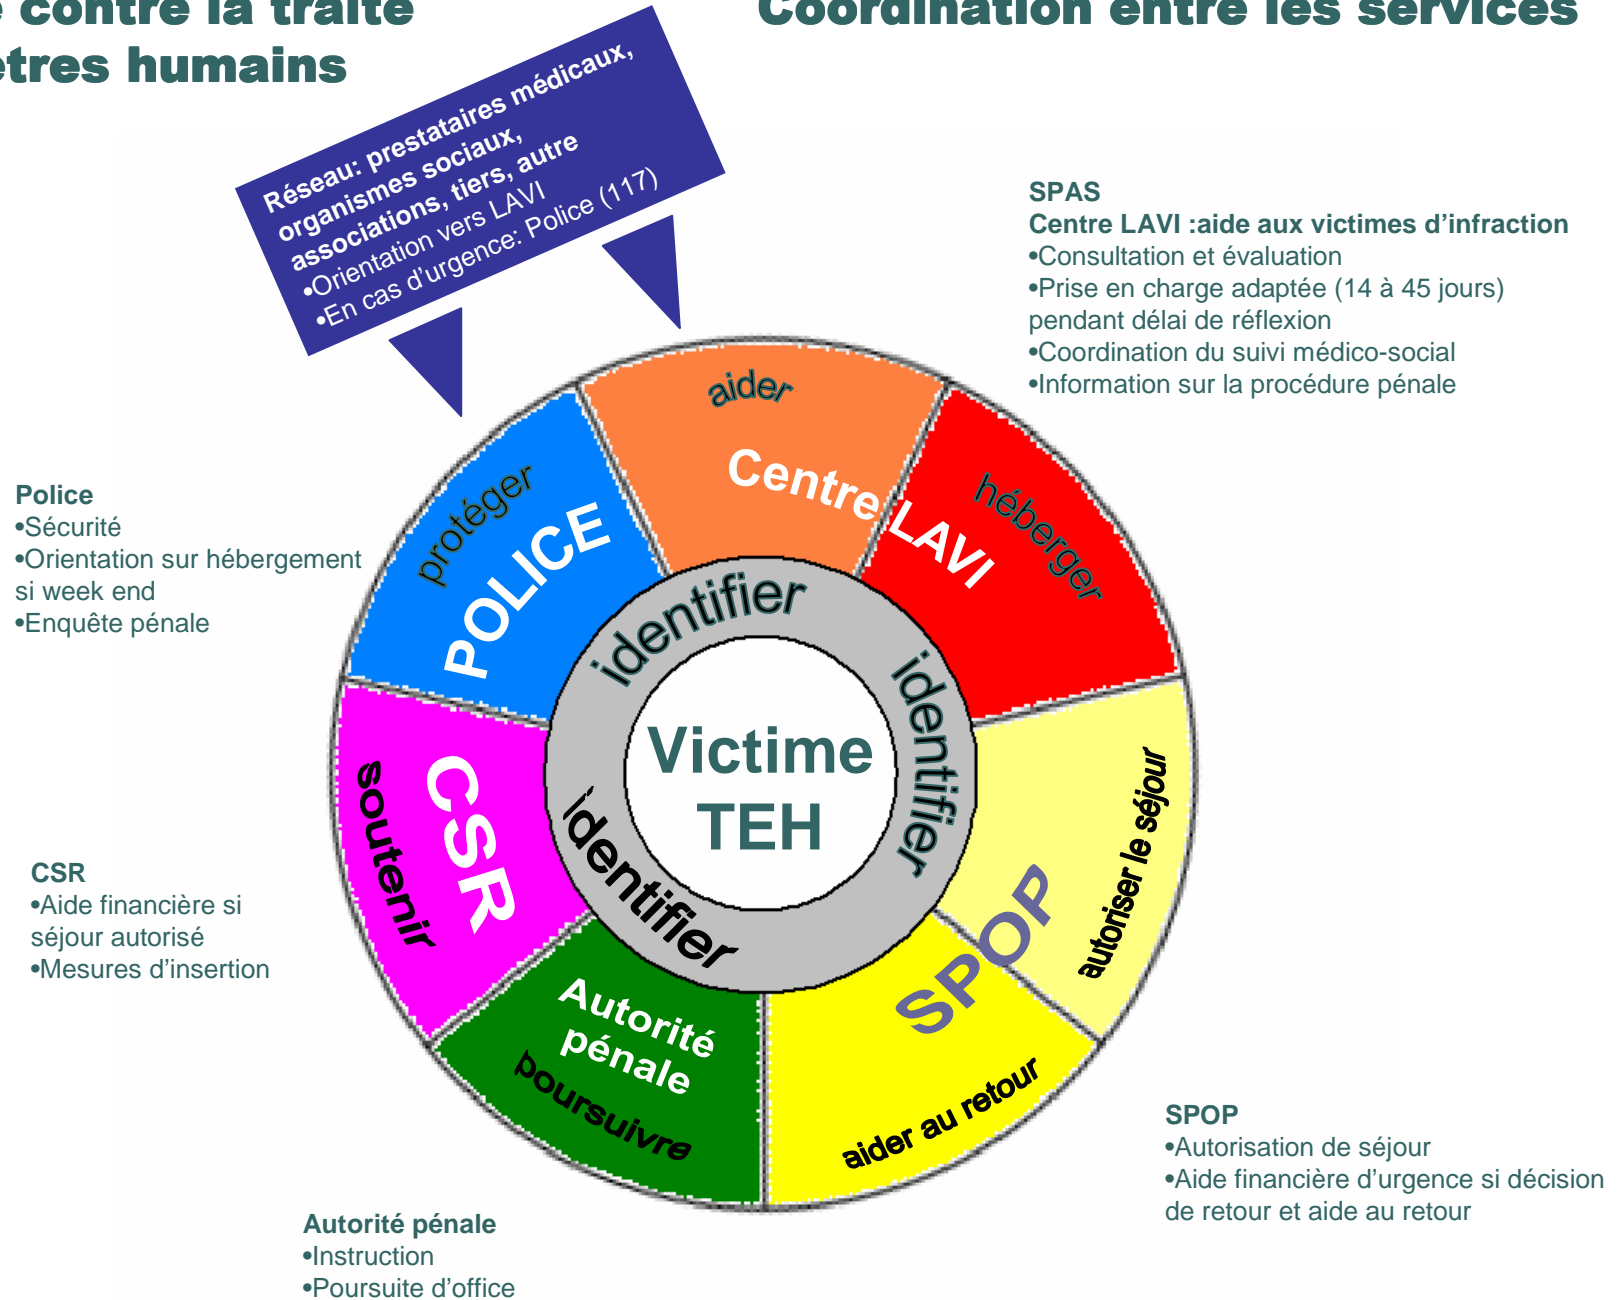 e contre la traite
êtres humains
Coordination entre les services
Réseau: prestataires médicaux,
organismes sociaux,
associations, tiers, autre
•Orientation vers LAVI
•En cas d'urgence: Police (117)
SPAS
Centre LAVI :aide aux victimes d'infraction
•Consultation et évaluation
•Prise en charge adaptée (14 à 45 jours)
pendant délai de réflexion
•Coordination du suivi médico-social
•Information sur la procédure pénale
Police
•Sécurité
•Orientation sur hébergement
si week end
•Enquête pénale
aider
Centre LAVI
héberger
protéger
POLICE
identifier
identifier
identifier
Victime
TEH
autoriser le séjour
SPOP
aider au retour
CSR
soutenir
Autorité
pénale
poursuivre
CSR
•Aide financière si
séjour autorisé
•Mesures d'insertion
SPOP
•Autorisation de séjour
•Aide financière d'urgence si décision
de retour et aide au retour
Autorité pénale
•Instruction
•Poursuite d'office